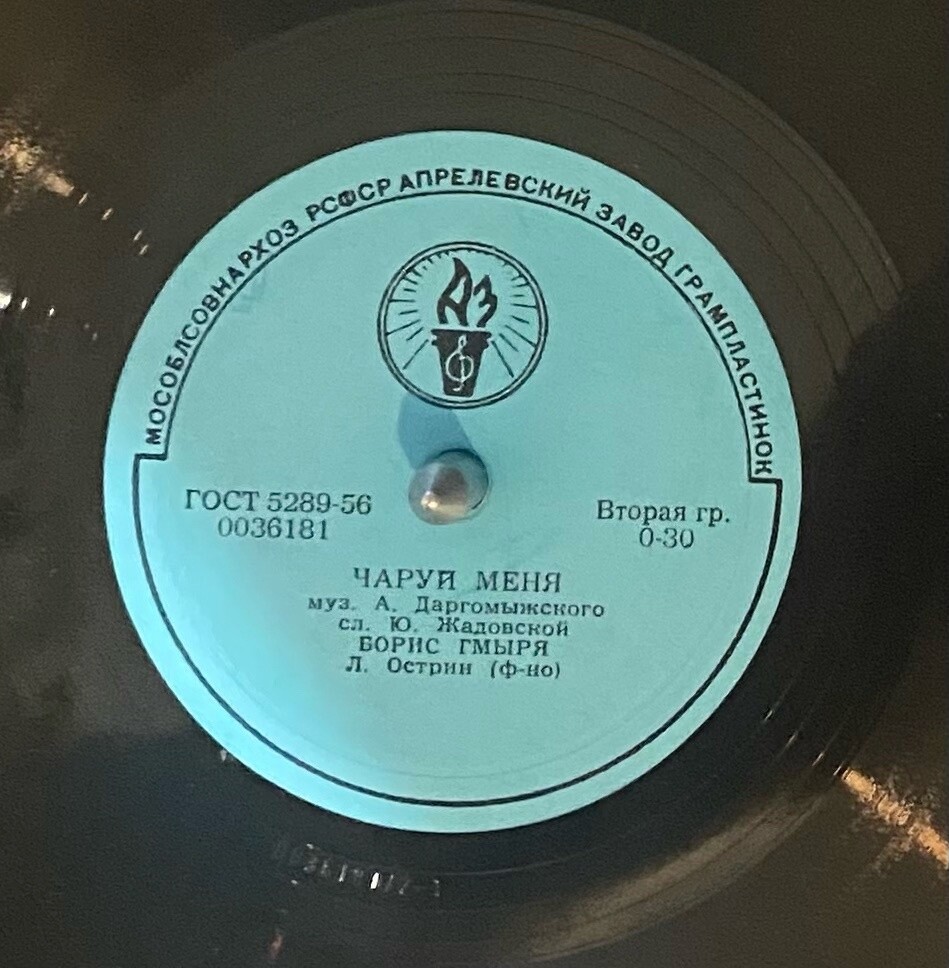 МОСОБЛСОВНАРХОЗ РСФСР АПРЕЛЕВСКИЙ ЗАВОД ГРАМПЛАСТИНОК
АЗ
ГОСТ 5289-56
0036181
Вторая гр.
0-30
ЧАРУЙ МЕНЯ
муз. А. Даргомыжского
сл. Ю. Жадовской
БОРИС ГМЫРЯ
Л. Острин (ф-но)